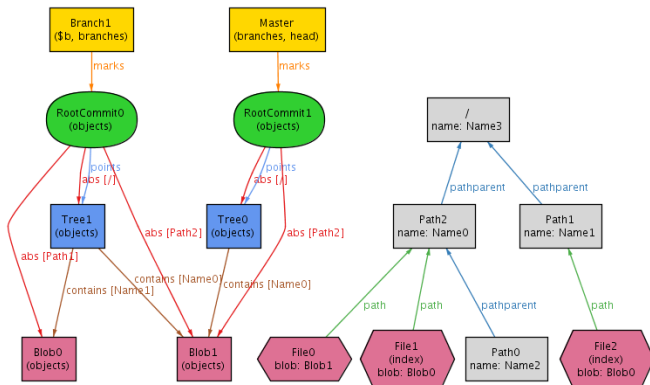 Branch1
($b, branches)
Master
(branches, head)
marks
marks
RootCommit0
(objects)
RootCommit1
(objects)
/
name: Name3
points
abs [/]
points
abs [/]
pathparent
pathparent
Tree1
(objects)
Tree0
(objects)
Path2
name: Name0
Path1
name: Name1
abs [Path1]
abs [Path2]
abs [Path2]
contains [Name1]
contains [Name0]
contains [Name0]
path
path
pathparent
path
Blob0
(objects)
Blob1
(objects)
File0
blob: Blob1
File1
(index)
blob: Blob0
Path0
name: Name2
File2
(index)
blob: Blob0